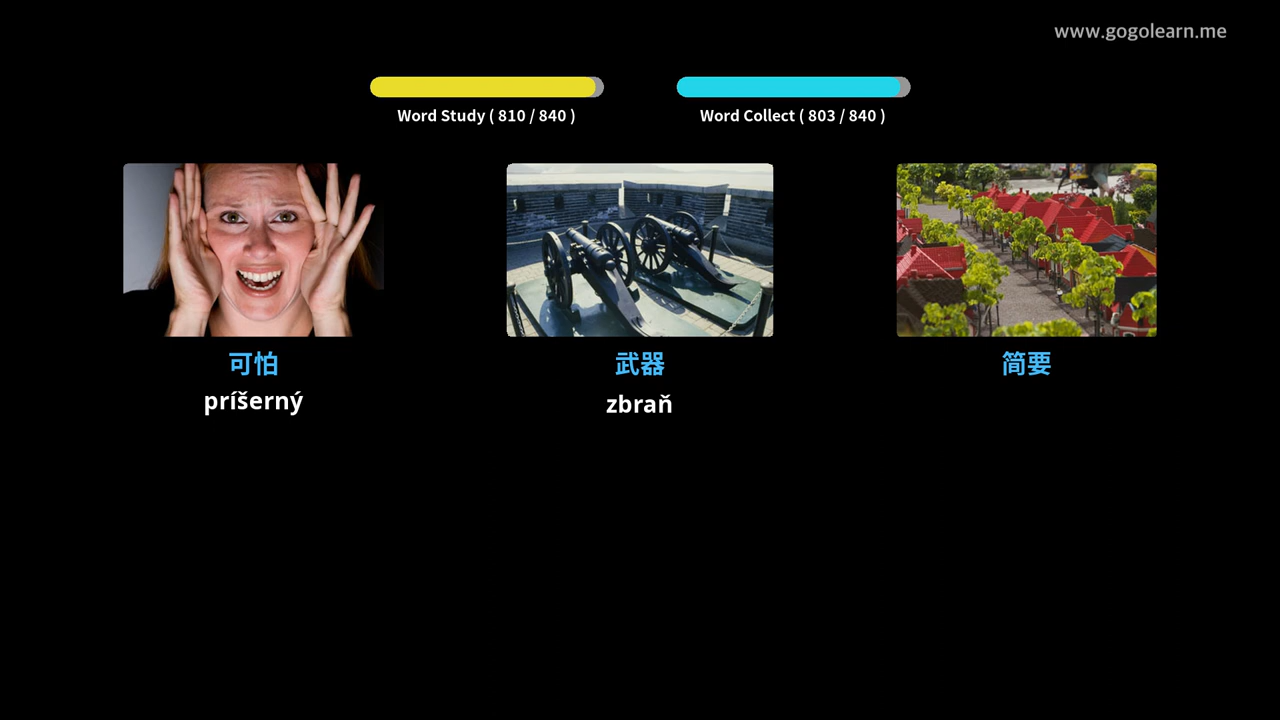 www.gogolearn.me
Word Study ( 810 / 840 )
Word Collect ( 803 / 840 )
可怕
武器
简要
príšerný
zbraň